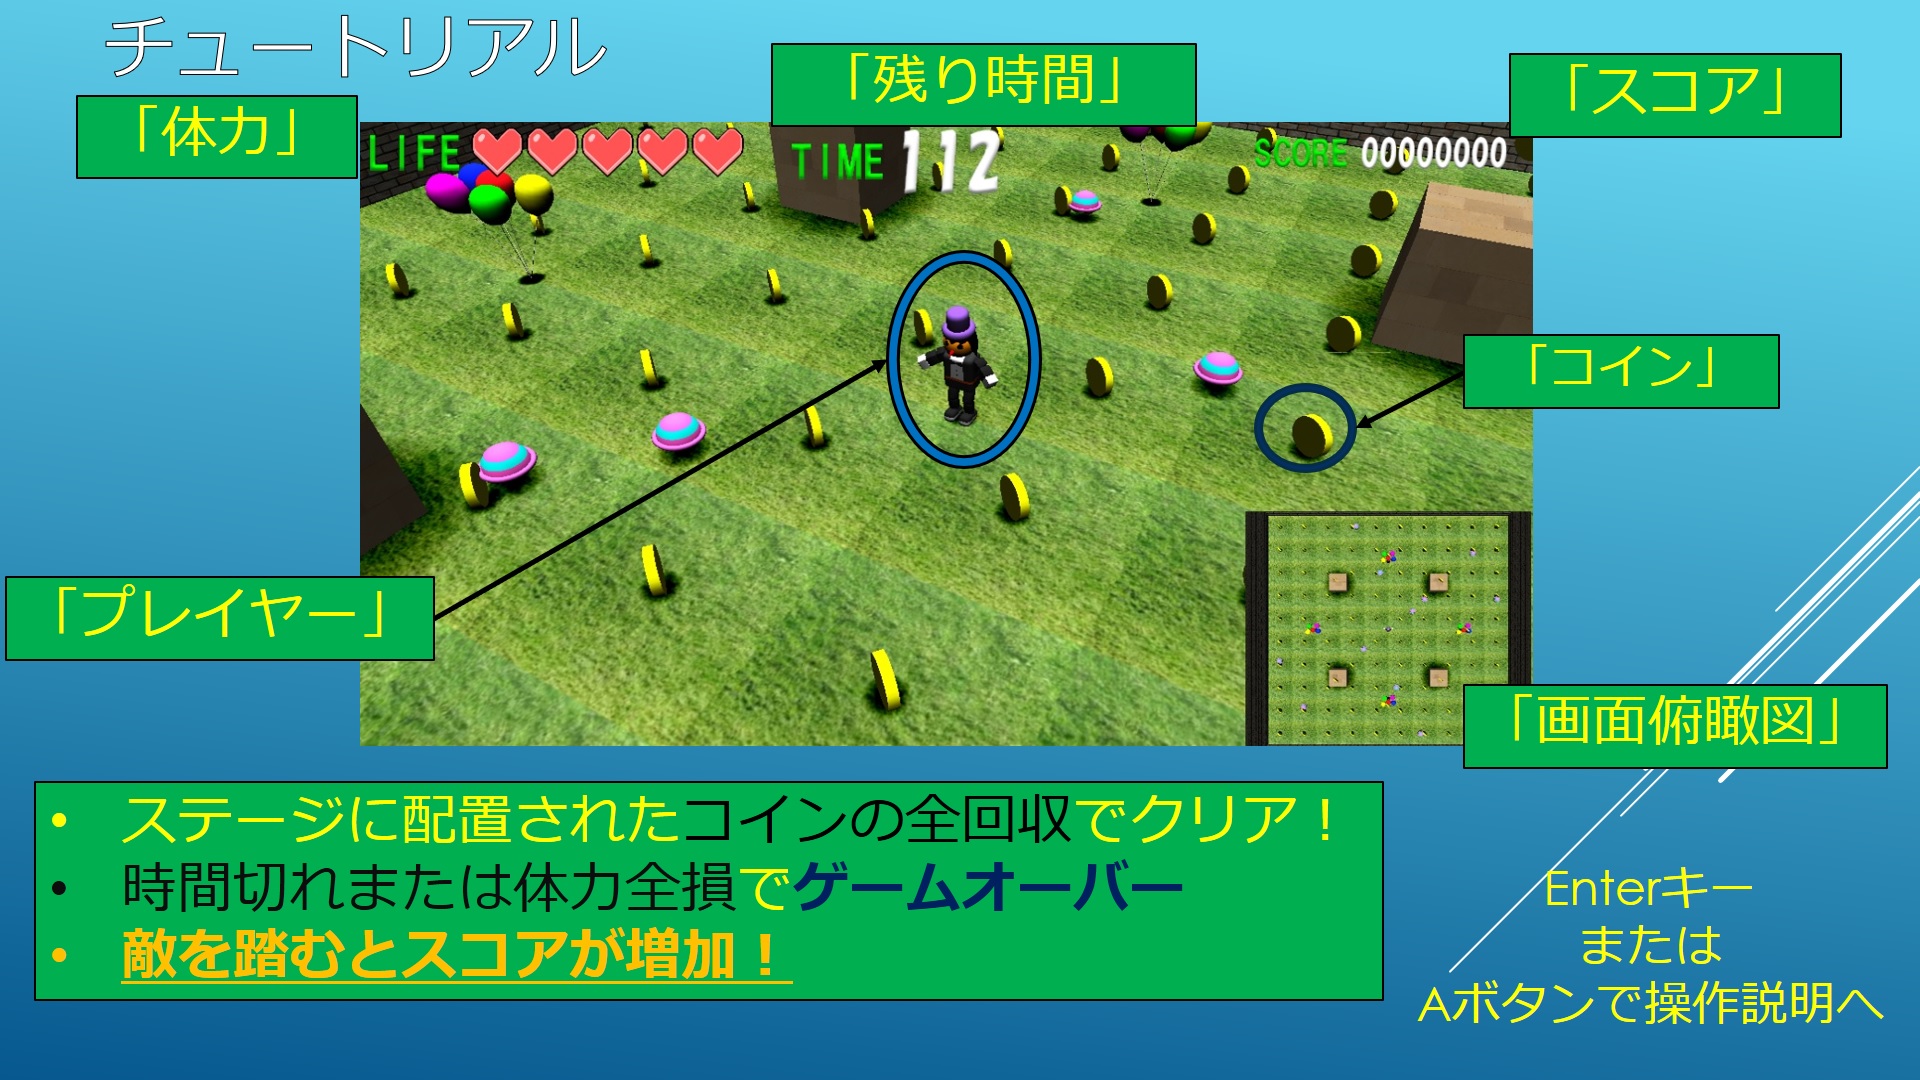 チュートリアル
「体力」
「残り時間」
「スコア」
LIFE
TIME 112
SCORE 00000000
「コイン」
「プレイヤー」
「画面俯瞰図」
• ステージに配置されたコインの全回収でクリア！
• 時間切れまたは体力全損でゲームオーバー
• 敵を踏むとスコアが増加！
Enterキー
または
Aボタンで操作説明へ